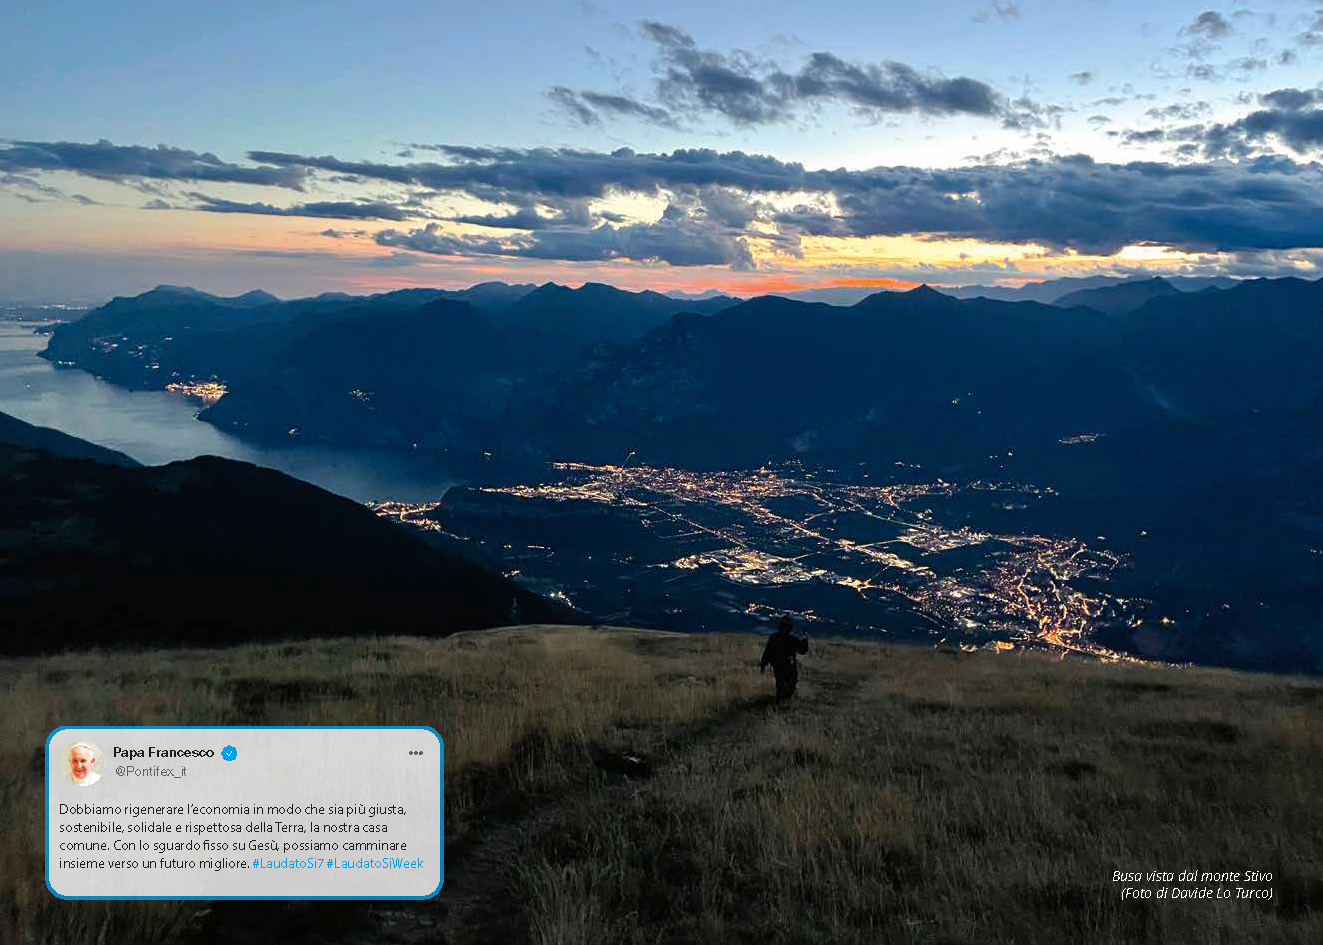 Papa Francesco
@Pontifex_it
Dobbiamo rigenerare l'economia in modo che sia più giusta,
sostenibile, solidale e rispettosa della Terra, la nostra casa
comune. Con lo sguardo fisso su Gesù, possiamo camminare
insieme verso un futuro migliore. #LaudatoSi7 #LaudatoSiWeek
Busa vista dal monte Stivo
(Foto di Davide Lo Turco)